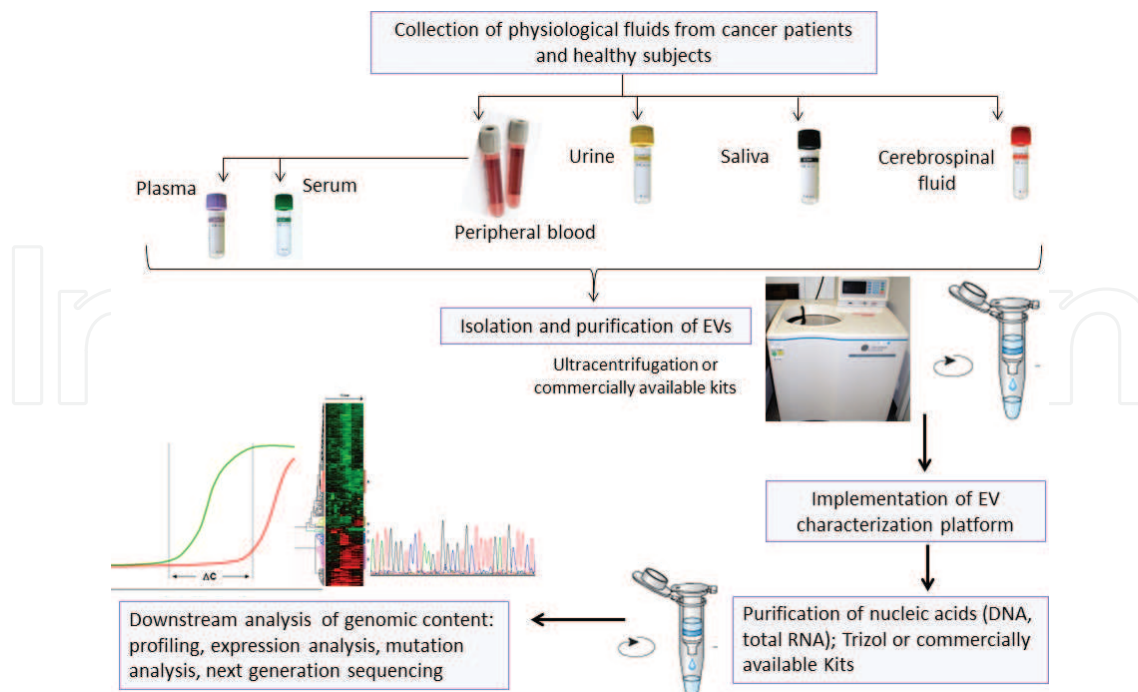 Collection of physiological fluids from cancer patients
and healthy subjects
Urine
Saliva
Cerebrospinal
fluid
Plasma
Serum
Peripheral blood
Isolation and purification of EVs
Ultracentrifugation or
commercially available kits
Implementation of EV
characterization platform
Purification of nucleic acids (DNA,
total RNA); Trizol or commercially
available Kits
ΔC
Downstream analysis of genomic content:
profiling, expression analysis, mutation
analysis, next generation sequencing